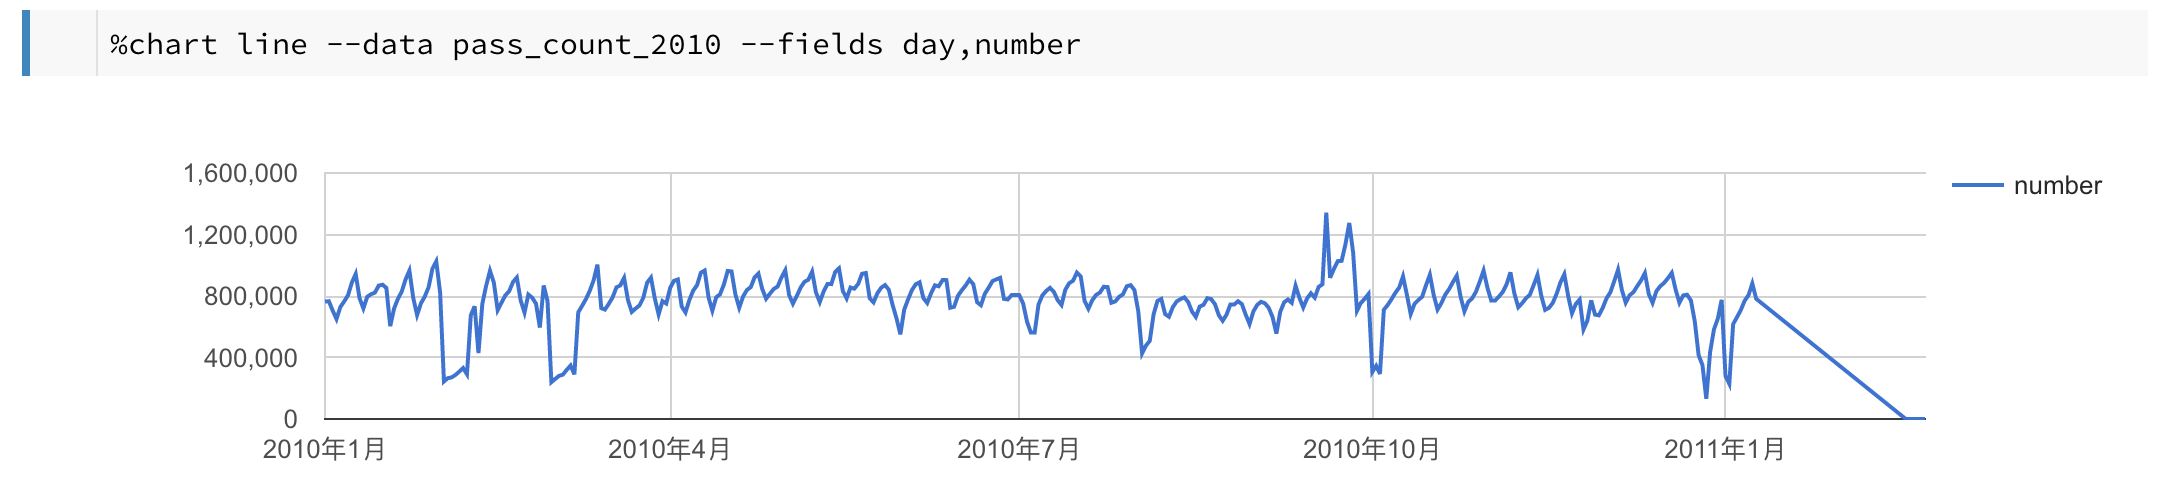 %chart line --data pass_count_2010 --fields day,number
1,600,000
number
1,200,000
800,000
400,000
0
2010年1月 2010年4月 2010年7月 2010年10月 2011年1月